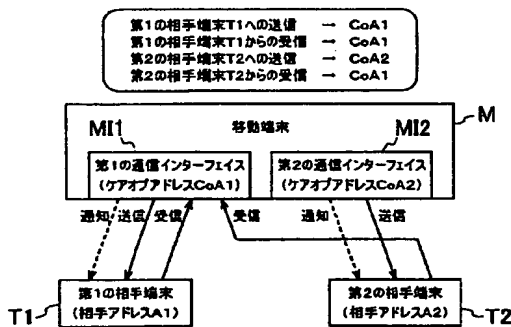 第1の相手端末T1への送信 → CoA1
第1の相手端末T1からの受信 → CoA1
第2の相手端末T2への送信 → CoA2
第2の相手端末T2からの受信 → CoA1
MI1 移動端末 MI2 M
第1の通信インターフェイス 第2の通信インターフェイス
(ケアオブアドレスCoA1) (ケアオブアドレスCoA2)
通知 送信 受信 受信 通知 送信
第1の相手端末 第2の相手端末
T1 (相手アドレスA1) (相手アドレスA2) T2